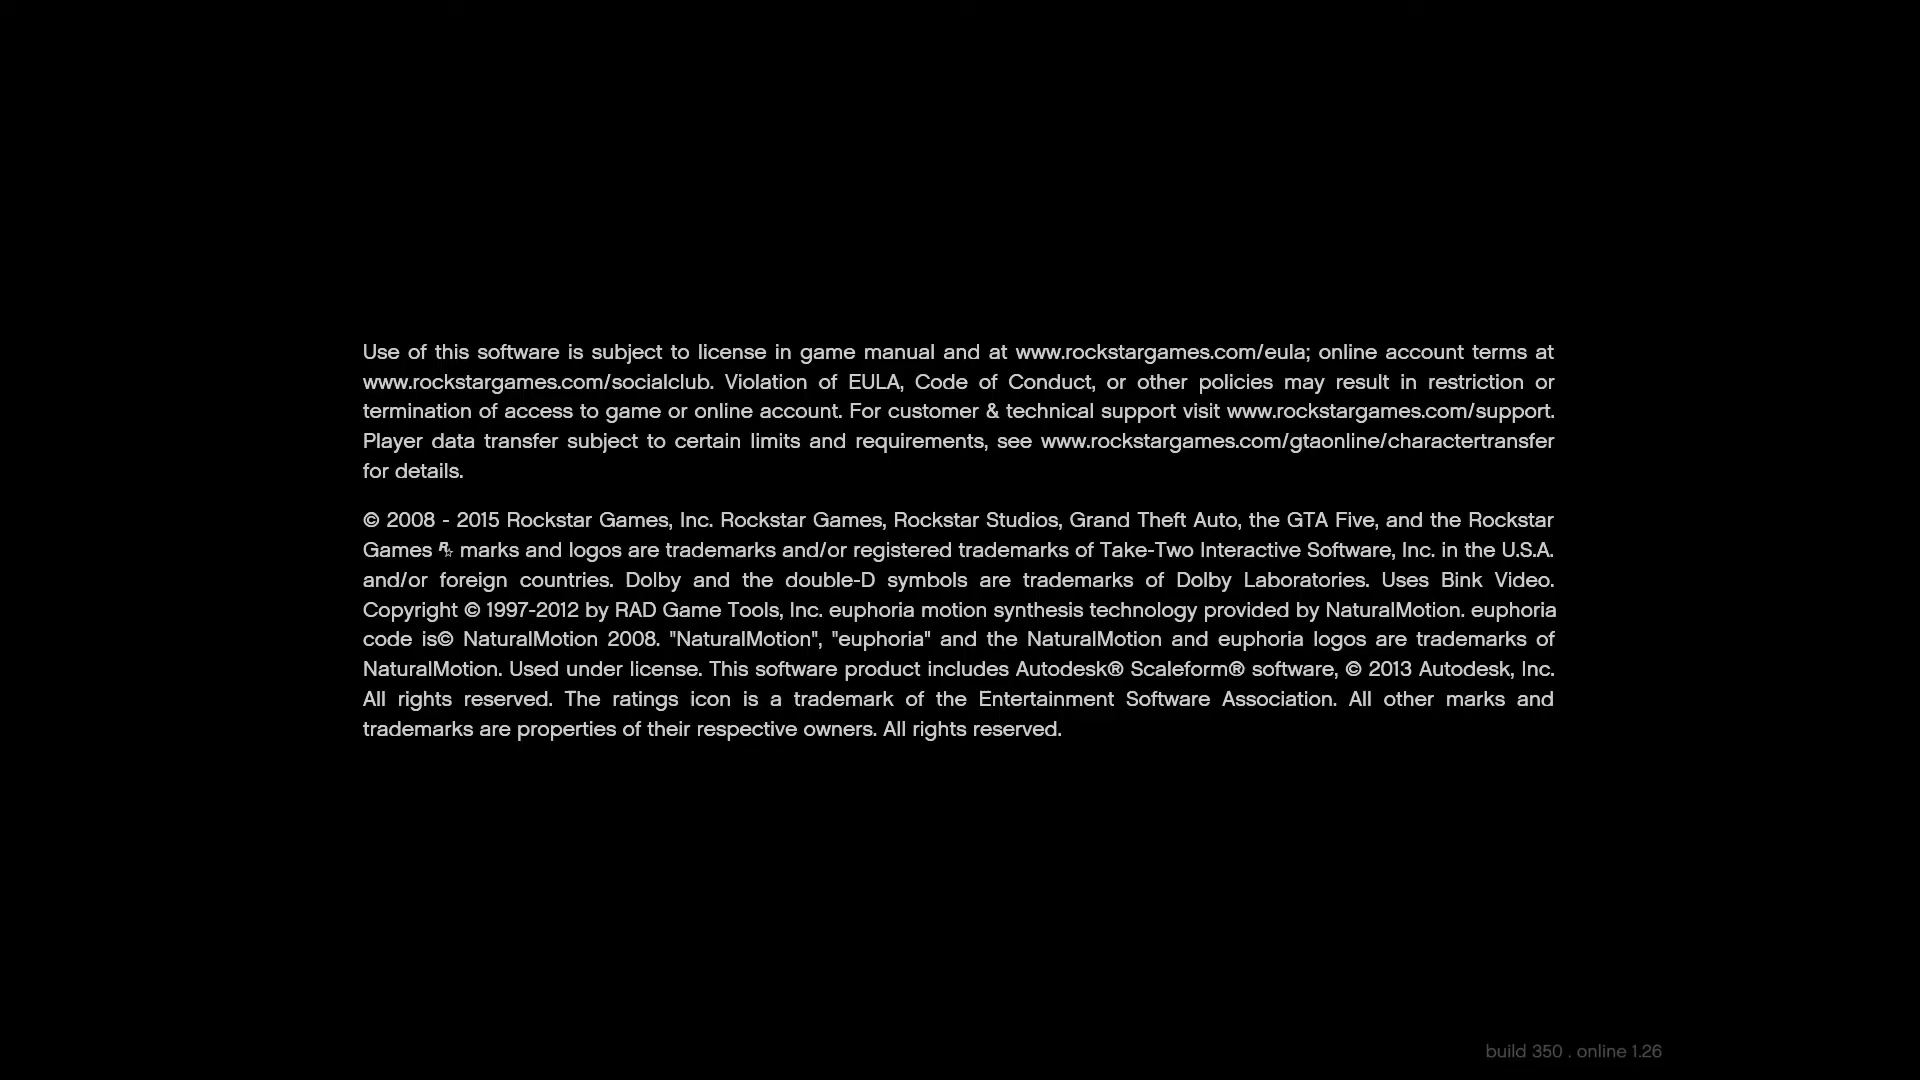 Use of this software is subject to license in game manual and at www.rockstargames.com/eula; online account terms at
www.rockstargames.com/socialclub. Violation of EULA, Code of Conduct, or other policies may result in restriction or
termination of access to game or online account. For customer & technical support visit www.rockstargames.com/support.
Player data transfer subject to certain limits and requirements, see www.rockstargames.com/gtaonline/charactertransfer
for details.
© 2008 - 2015 Rockstar Games, Inc. Rockstar Games, Rockstar Studios, Grand Theft Auto, the GTA Five, and the Rockstar
Games R* marks and logos are trademarks and/or registered trademarks of Take-Two Interactive Software, Inc. in the U.S.A.
and/or foreign countries. Dolby and the double-D symbols are trademarks of Dolby Laboratories. Uses Bink Video.
Copyright © 1997-2012 by RAD Game Tools, Inc. euphoria motion synthesis technology provided by NaturalMotion. euphoria
code is© NaturalMotion 2008. "NaturalMotion", "euphoria" and the NaturalMotion and euphoria logos are trademarks of
NaturalMotion. Used under license. This software product includes Autodesk® Scaleform® software, © 2013 Autodesk, Inc.
All rights reserved. The ratings icon is a trademark of the Entertainment Software Association. All other marks and
trademarks are properties of their respective owners. All rights reserved.
build 350 . online 1.26